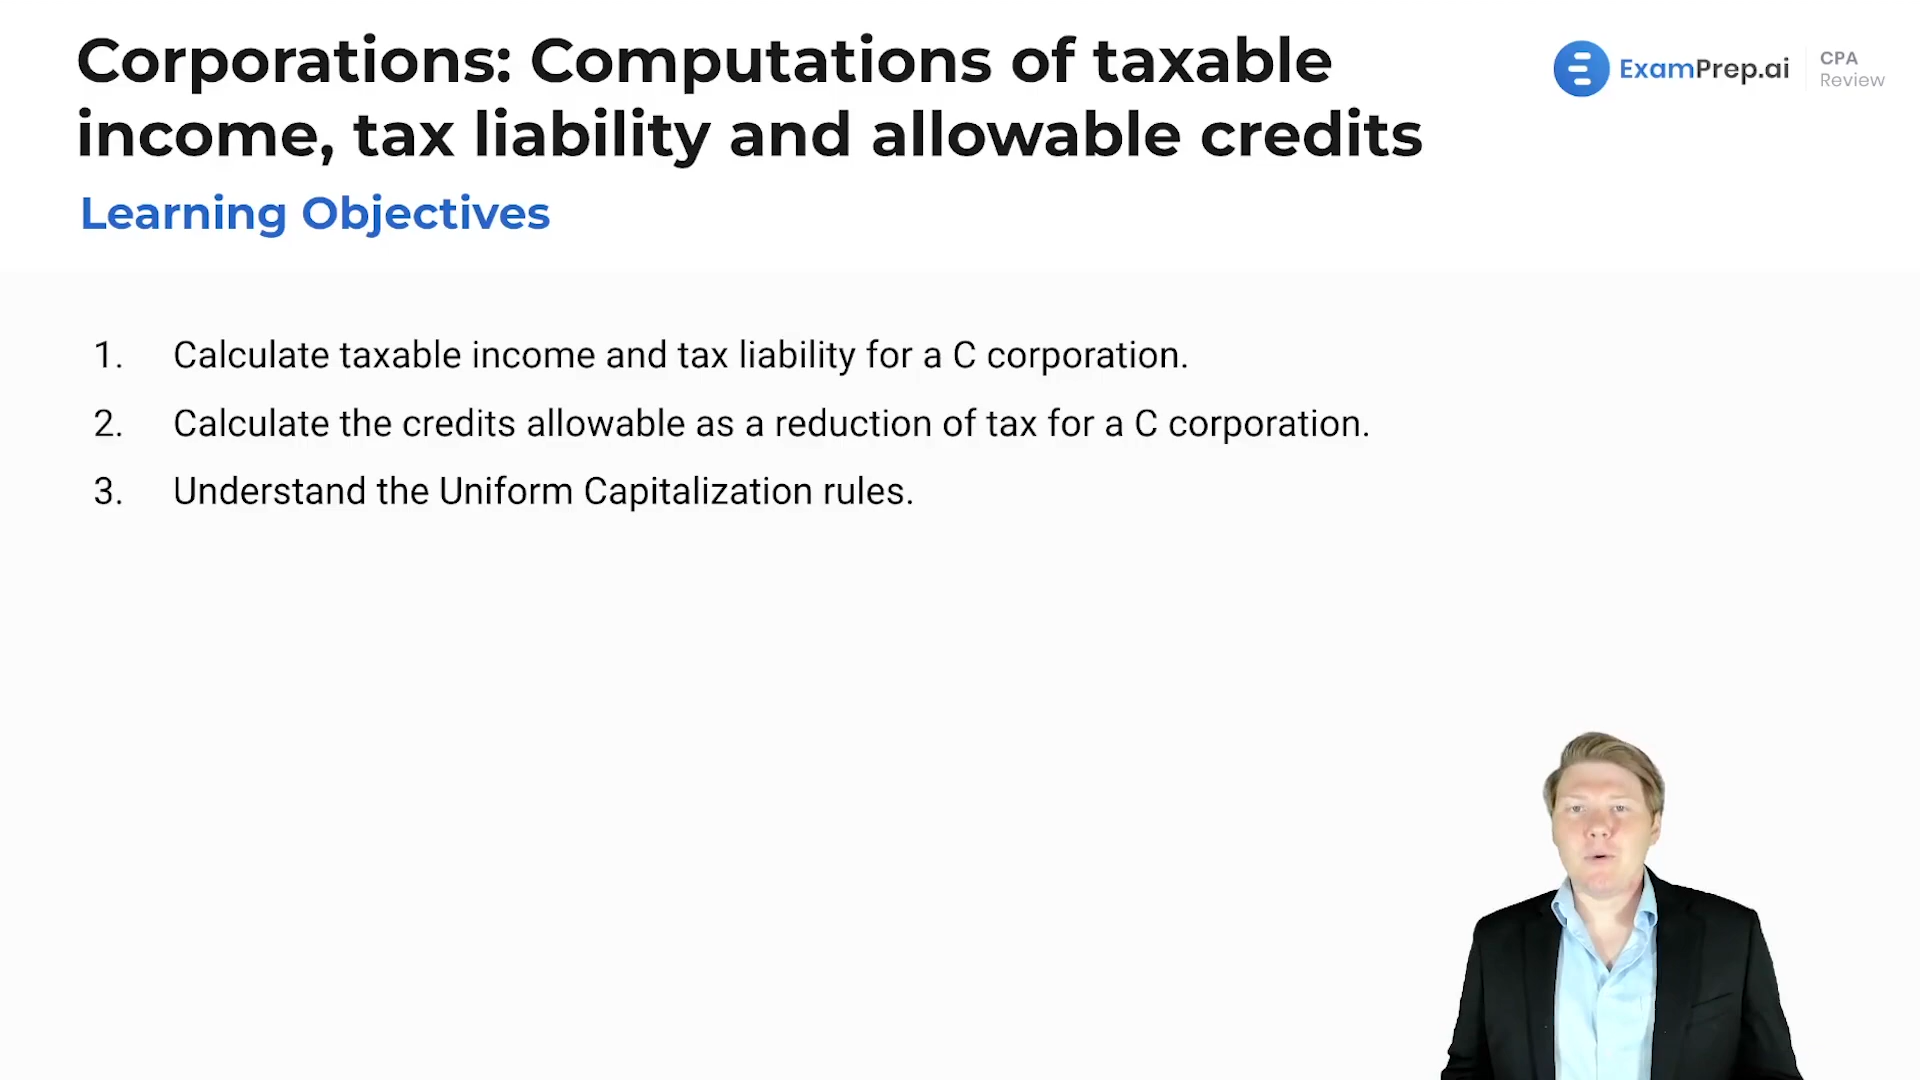 Corporations: Computations of taxable
income, tax liability and allowable credits
Learning Objectives
ExamPrep.ai
CPA
Review
1. Calculate taxable income and tax liability for a C corporation.
2. Calculate the credits allowable as a reduction of tax for a C corporation.
3. Understand the Uniform Capitalization rules.